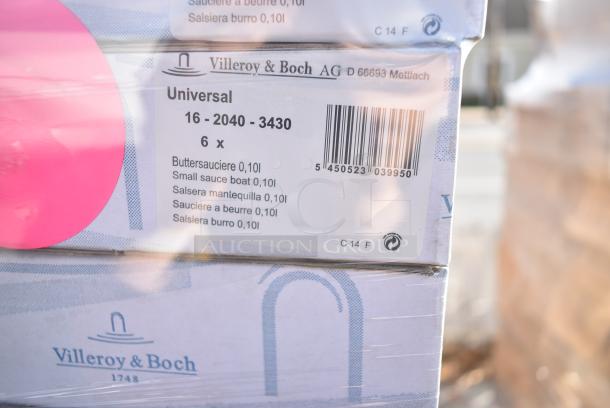 Sauciere à beurre 0,10l
Salsiera burro 0,10l
C 14 F
Villeroy & Boch AG D 66693 Mettlach
Universal
16 - 2040 - 3430
6 x
Buttersauciere 0,10l
Small sauce boat 0,10l
Salsera mantequilla 0,10l
Sauciere a beurre 0,10l
Salsiera burro 0,10l
5 450523 039950
C 14 F
AUCTION GROUP
V
Villeroy & Boch
1748